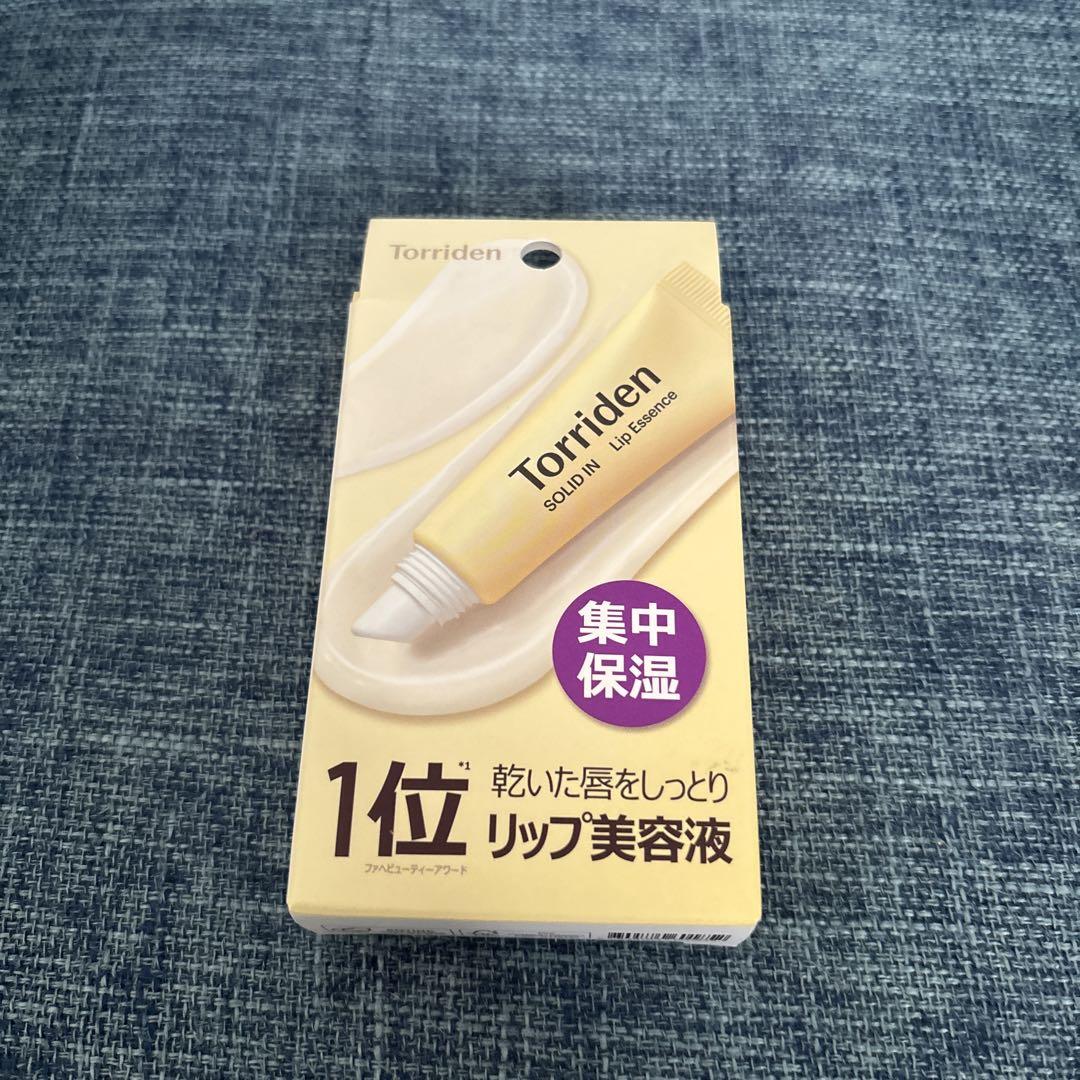 Torriden
Torriden
SOLID IN Lip Essence
集中
保湿
1位*1
ファヘビューティーアワード
乾いた唇をしっとり
リップ美容液